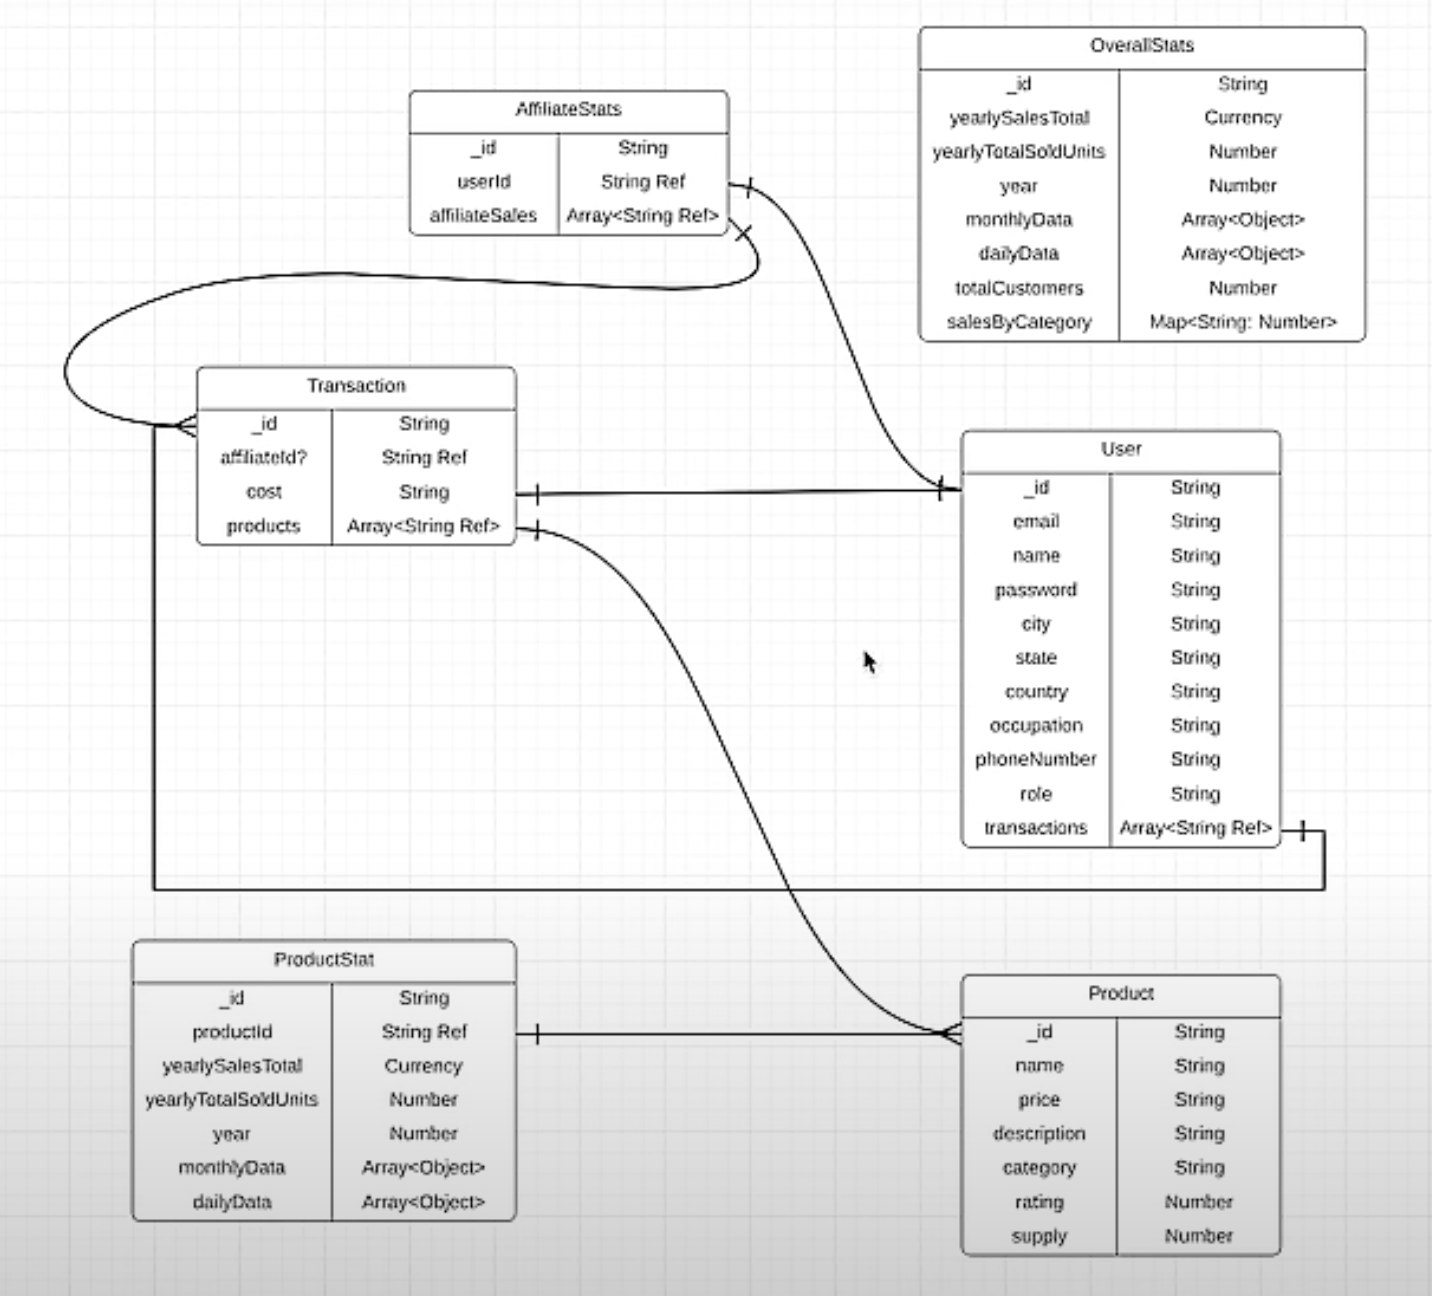 OverallStats
_id String
yearlySalesTotal Currency
yearlyTotalSoldUnits Number
year Number
monthlyData Array<Object>
dailyData Array<Object>
totalCustomers Number
salesByCategory Map<String: Number>
AffiliateStats
_id String
userId String Ref
affiliateSales Array<String Ref>
Transaction
_id String
affiliateId? String Ref
cost String
products Array<String Ref>
User
_id String
email String
name String
password String
city String
state String
country String
occupation String
phoneNumber String
role String
transactions Array<String Ref>
ProductStat
_id String
productId String Ref
yearlySalesTotal Currency
yearlyTotalSoldUnits Number
year Number
monthlyData Array<Object>
dailyData Array<Object>
Product
_id String
name String
price String
description String
category String
rating Number
supply Number